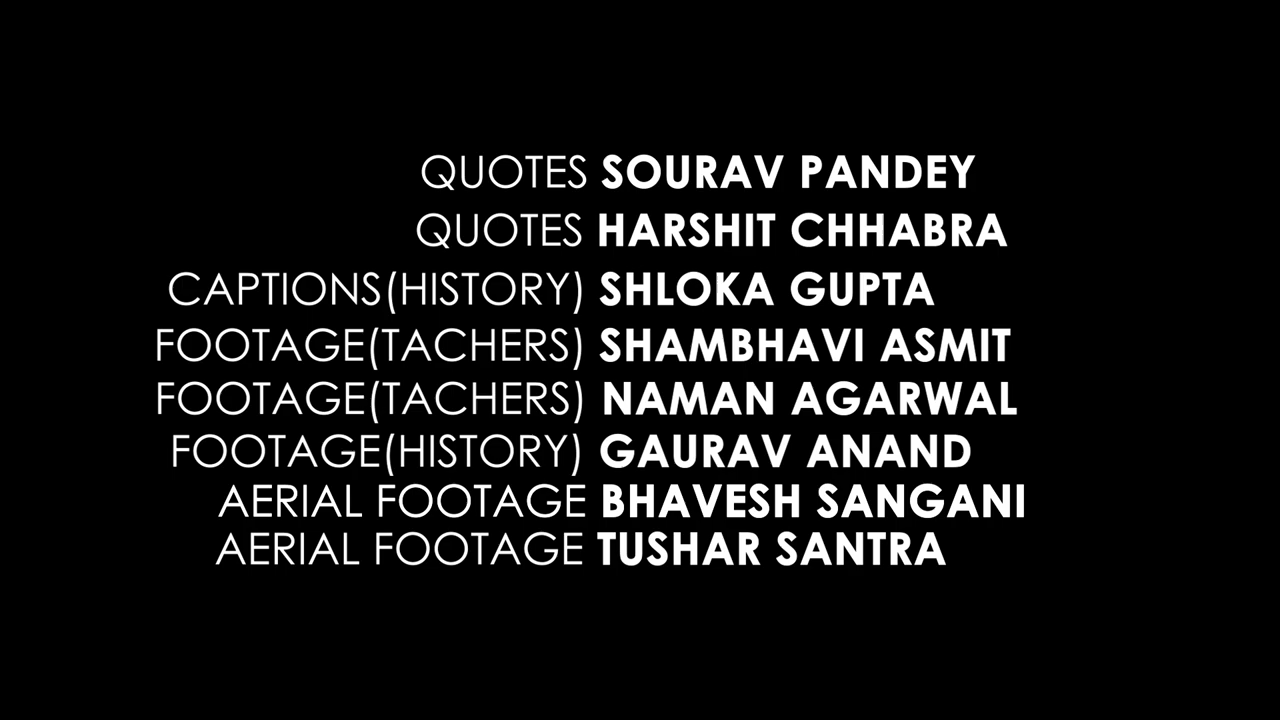 QUOTES SOURAV PANDEY
QUOTES HARSHIT CHHABRA
CAPTIONS(HISTORY) SHLOKA GUPTA
FOOTAGE(TACHERS) SHAMBHAVI ASMIT
FOOTAGE(TACHERS) NAMAN AGARWAL
FOOTAGE(HISTORY) GAURAV ANAND
AERIAL FOOTAGE BHAVESH SANGANI
AERIAL FOOTAGE TUSHAR SANTRA